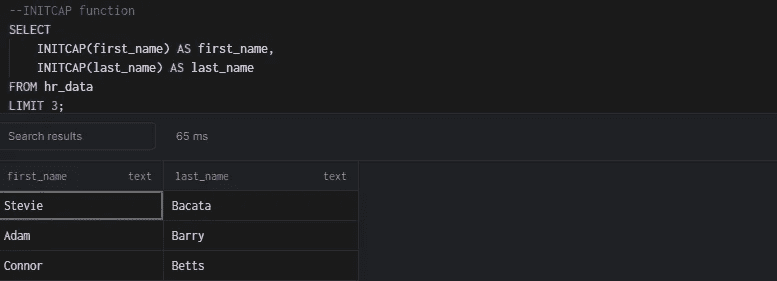 --INITCAP function
SELECT
INITCAP(first_name) AS first_name,
INITCAP(last_name) AS last_name
FROM hr_data
LIMIT 3;
Search results 65 ms
first_name text last_name text
Stevie Bacata
Adam Barry
Connor Betts